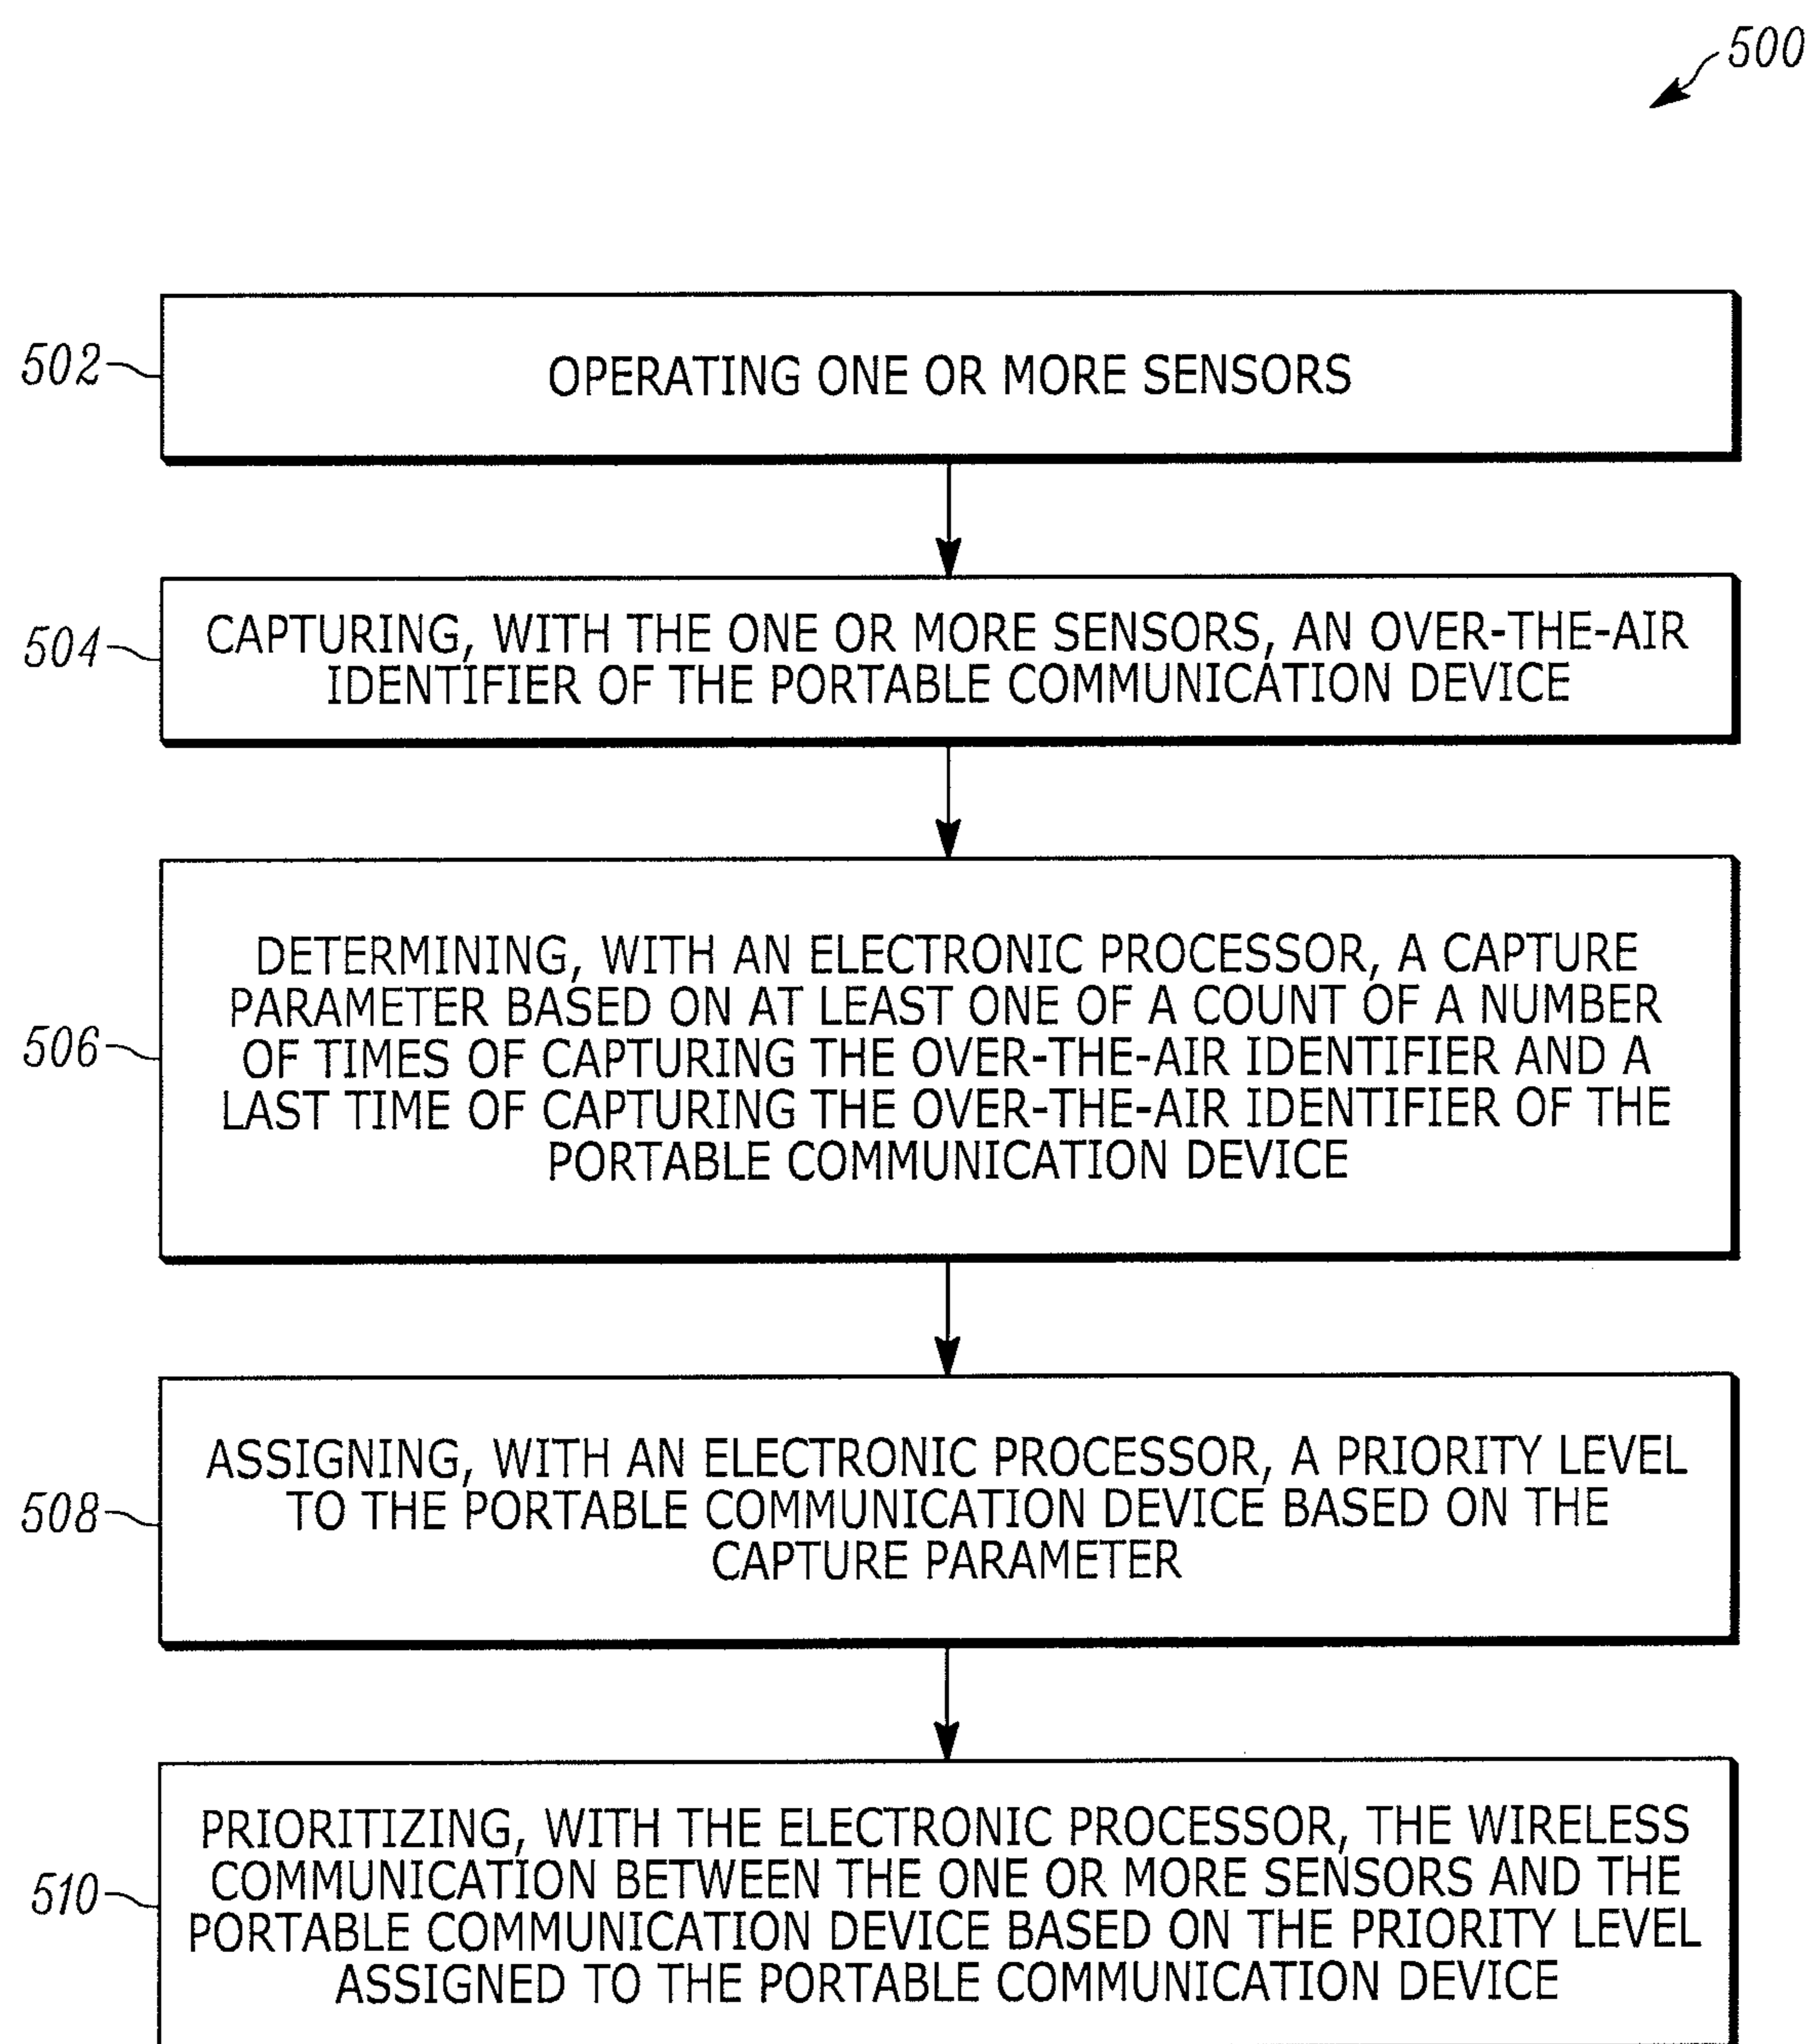 500
502
OPERATING ONE OR MORE SENSORS
504
CAPTURING, WITH THE ONE OR MORE SENSORS, AN OVER-THE-AIR
IDENTIFIER OF THE PORTABLE COMMUNICATION DEVICE
506
DETERMINING, WITH AN ELECTRONIC PROCESSOR, A CAPTURE
PARAMETER BASED ON AT LEAST ONE OF A COUNT OF A NUMBER
OF TIMES OF CAPTURING THE OVER-THE-AIR IDENTIFIER AND A
LAST TIME OF CAPTURING THE OVER-THE-AIR IDENTIFIER OF THE
PORTABLE COMMUNICATION DEVICE
508
ASSIGNING, WITH AN ELECTRONIC PROCESSOR, A PRIORITY LEVEL
TO THE PORTABLE COMMUNICATION DEVICE BASED ON THE
CAPTURE PARAMETER
510
PRIORITIZING, WITH THE ELECTRONIC PROCESSOR, THE WIRELESS
COMMUNICATION BETWEEN THE ONE OR MORE SENSORS AND THE
PORTABLE COMMUNICATION DEVICE BASED ON THE PRIORITY LEVEL
ASSIGNED TO THE PORTABLE COMMUNICATION DEVICE